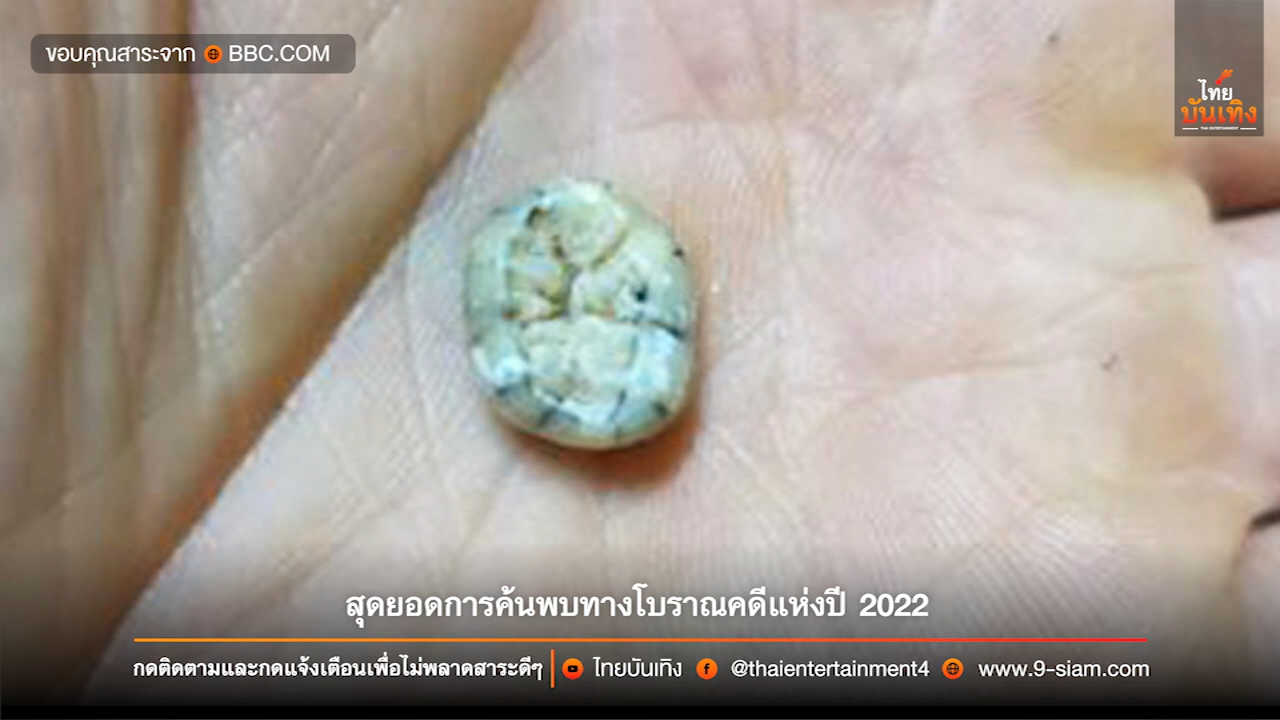 ขอบคุณสาระจาก BBC.COM
ไทย
บันเทิง
THAI ENTERTAINMENT
สุดยอดการค้นพบทางโบราณคดีแห่งปี 2022
กดติดตามและกดแจ้งเตือนเพื่อไม่พลาดสาระดีๆ ไทยบันเทิง @thaientertainment4 www.9-siam.com